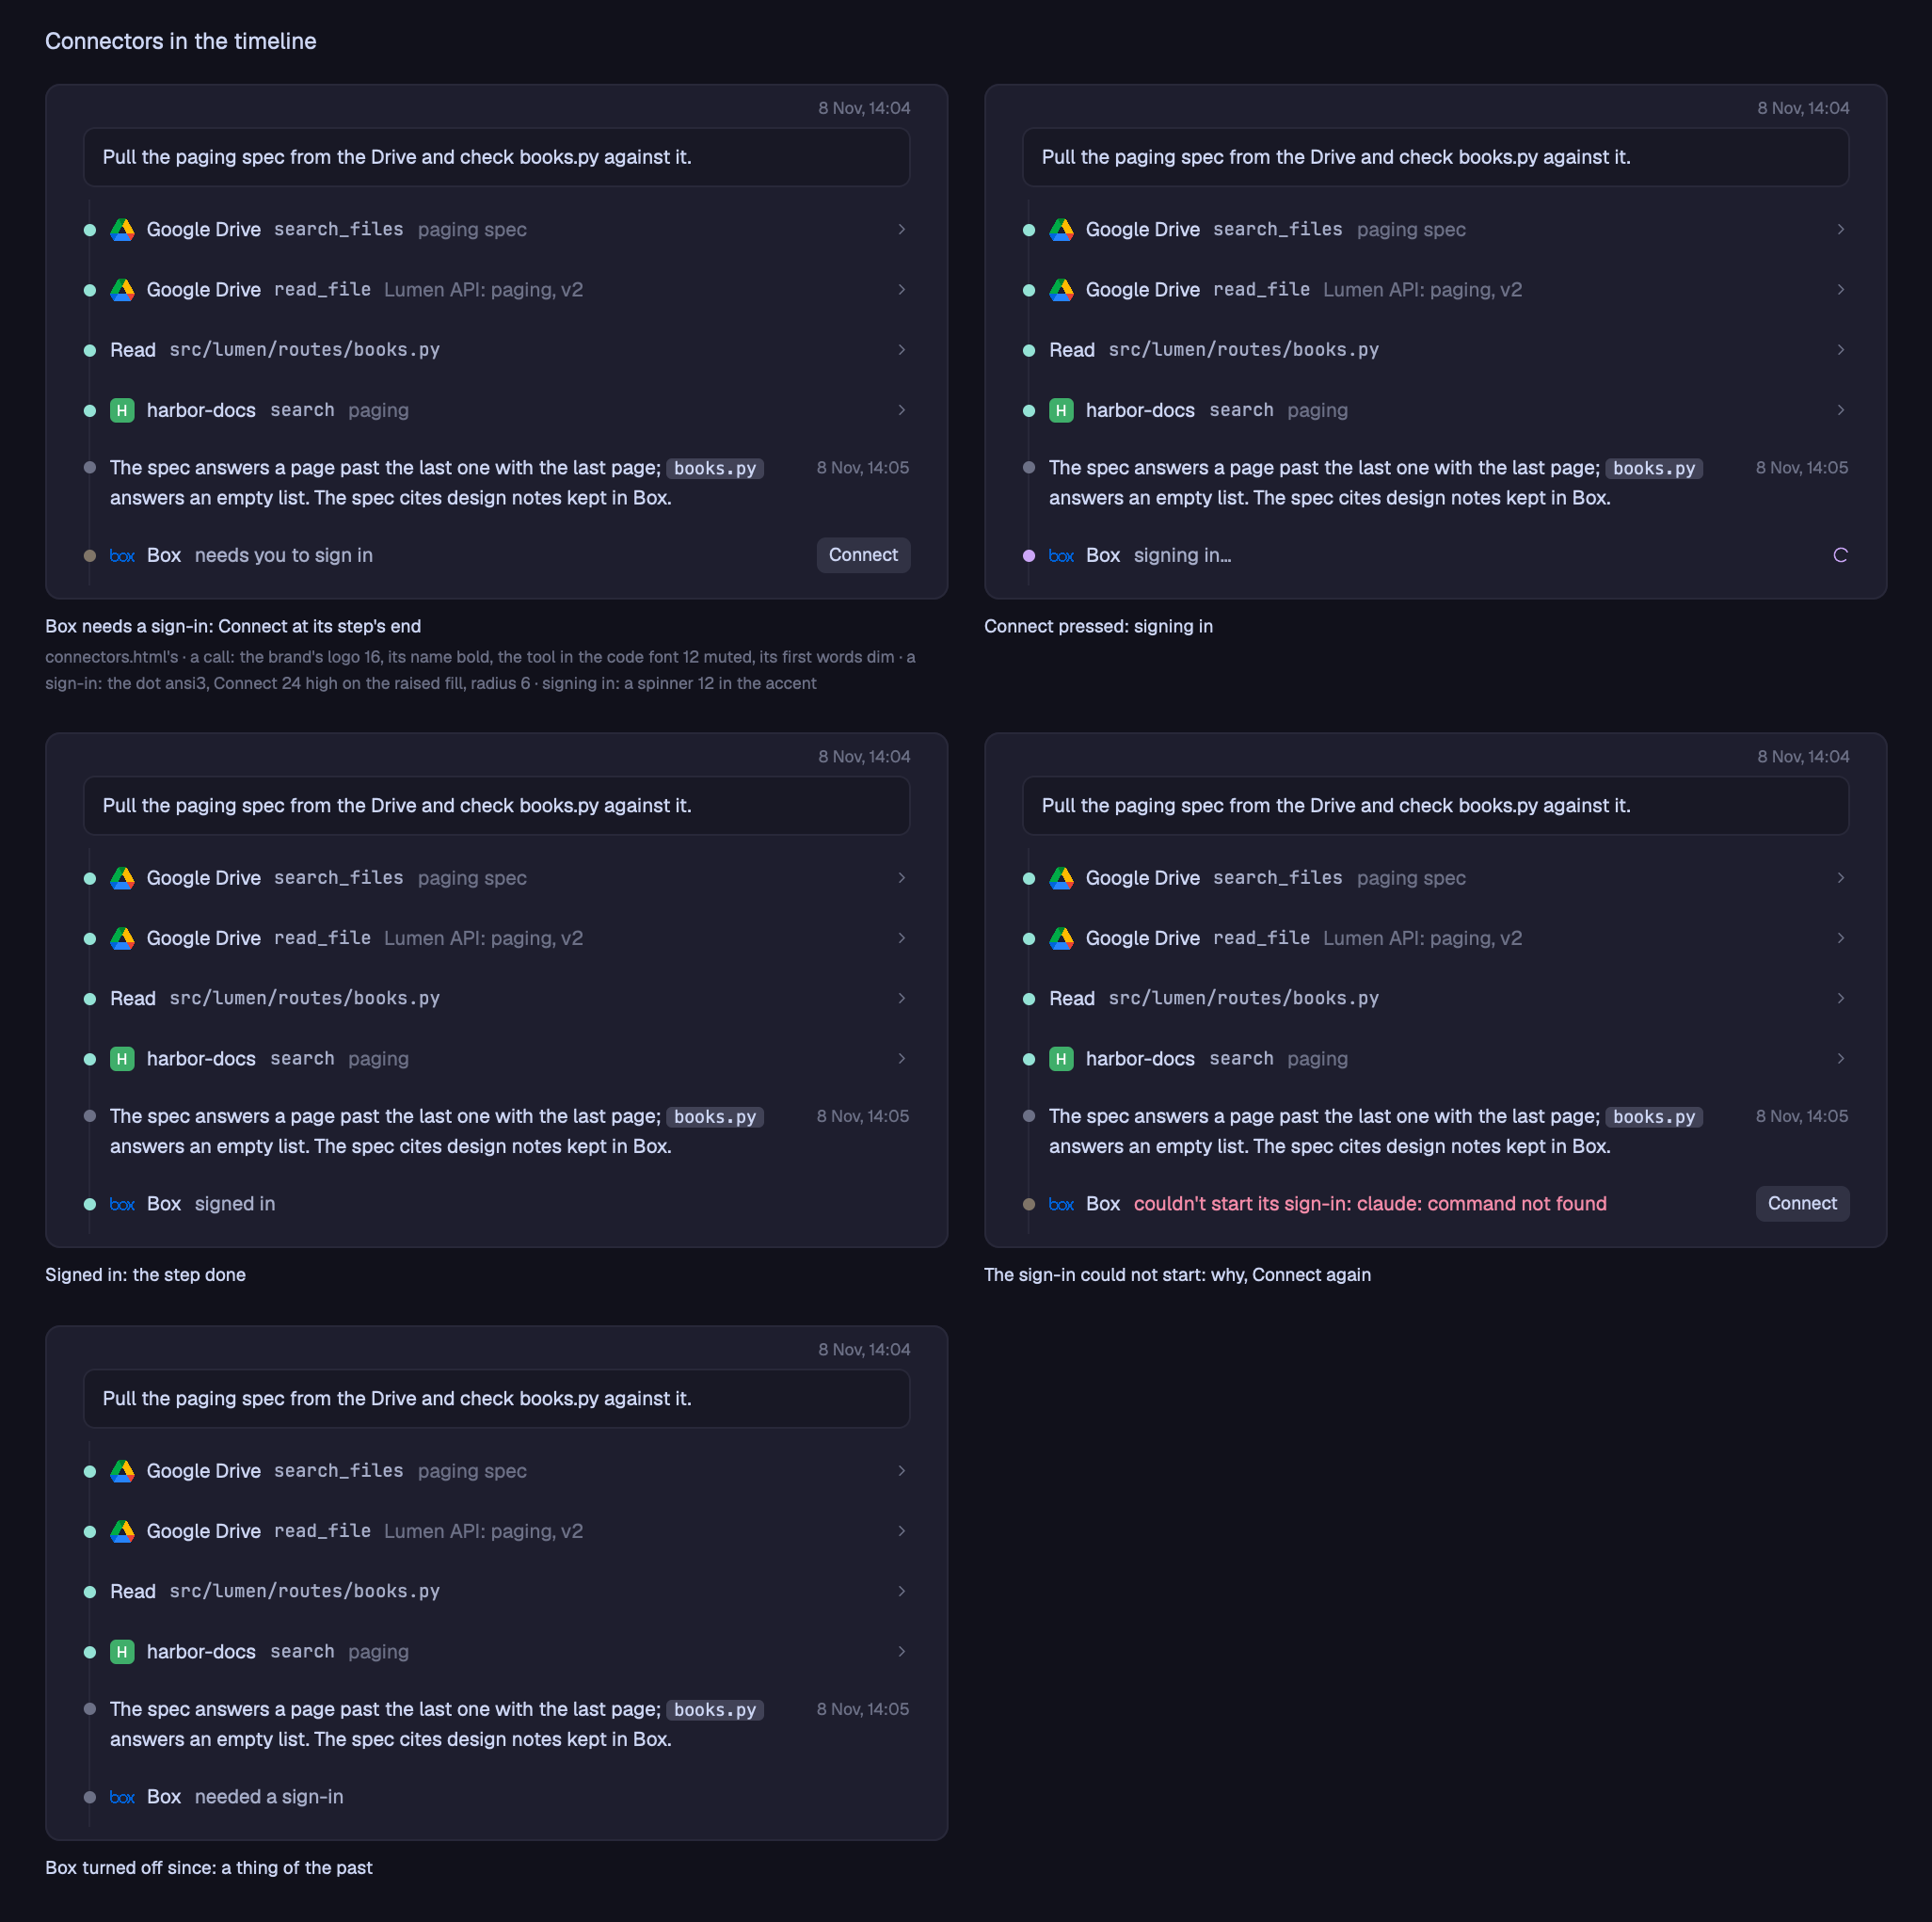 Connectors in the timeline
8 Nov, 14:04
Pull the paging spec from the Drive and check books.py against it.
Google Drive search_files paging spec
Google Drive read_file Lumen API: paging, v2
Read src/lumen/routes/books.py
H harbor-docs search paging
The spec answers a page past the last one with the last page; books.py 8 Nov, 14:05
answers an empty list. The spec cites design notes kept in Box.
box Box needs you to sign in Connect
Box needs a sign-in: Connect at its step's end
connectors.html's · a call: the brand's logo 16, its name bold, the tool in the code font 12 muted, its first words dim · a
sign-in: the dot ansi3, Connect 24 high on the raised fill, radius 6 · signing in: a spinner 12 in the accent
8 Nov, 14:04
Pull the paging spec from the Drive and check books.py against it.
Google Drive search_files paging spec
Google Drive read_file Lumen API: paging, v2
Read src/lumen/routes/books.py
H harbor-docs search paging
The spec answers a page past the last one with the last page; books.py 8 Nov, 14:05
answers an empty list. The spec cites design notes kept in Box.
box Box signing in…
Connect pressed: signing in
8 Nov, 14:04
Pull the paging spec from the Drive and check books.py against it.
Google Drive search_files paging spec
Google Drive read_file Lumen API: paging, v2
Read src/lumen/routes/books.py
H harbor-docs search paging
The spec answers a page past the last one with the last page; books.py 8 Nov, 14:05
answers an empty list. The spec cites design notes kept in Box.
box Box signed in
Signed in: the step done
8 Nov, 14:04
Pull the paging spec from the Drive and check books.py against it.
Google Drive search_files paging spec
Google Drive read_file Lumen API: paging, v2
Read src/lumen/routes/books.py
H harbor-docs search paging
The spec answers a page past the last one with the last page; books.py 8 Nov, 14:05
answers an empty list. The spec cites design notes kept in Box.
box Box couldn't start its sign-in: claude: command not found Connect
The sign-in could not start: why, Connect again
8 Nov, 14:04
Pull the paging spec from the Drive and check books.py against it.
Google Drive search_files paging spec
Google Drive read_file Lumen API: paging, v2
Read src/lumen/routes/books.py
H harbor-docs search paging
The spec answers a page past the last one with the last page; books.py 8 Nov, 14:05
answers an empty list. The spec cites design notes kept in Box.
box Box needed a sign-in
Box turned off since: a thing of the past